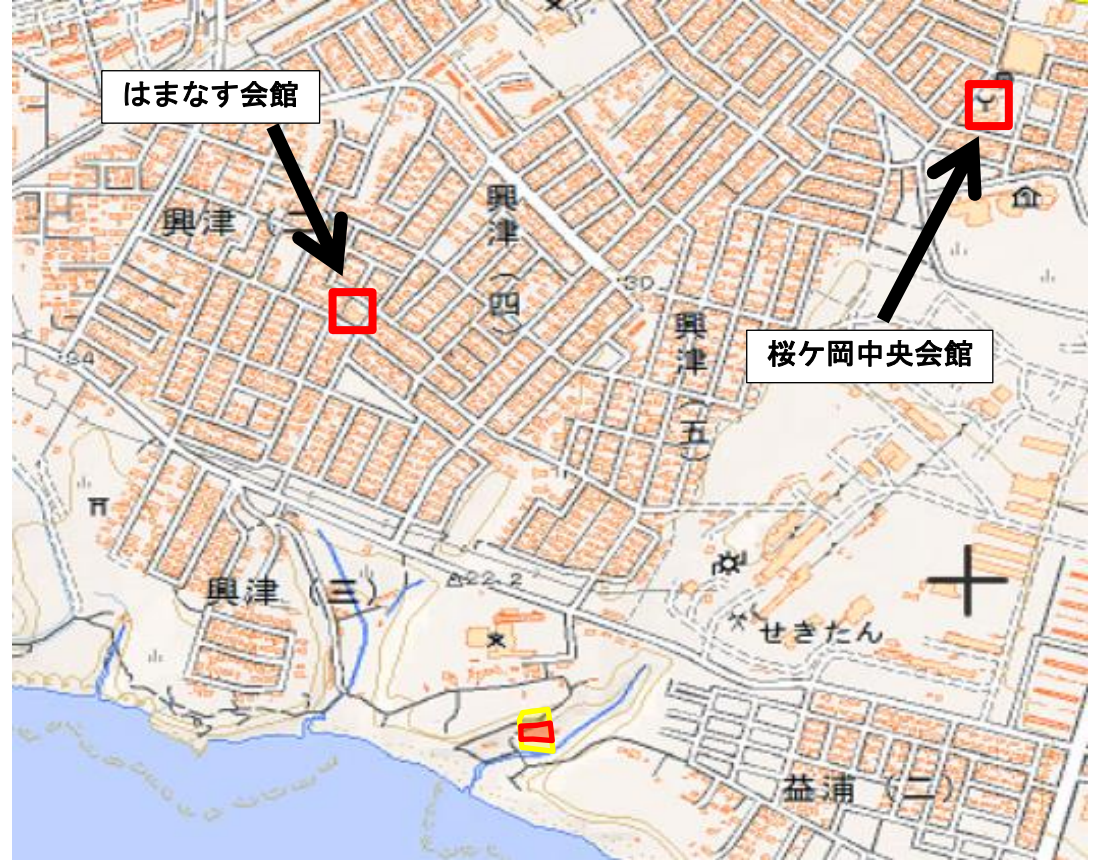 はまなす会館
興津(二)
興津(四)
30
興津(五)
桜ケ岡中央会館
34
興津(三)
22.2
せきたん
益浦(二)